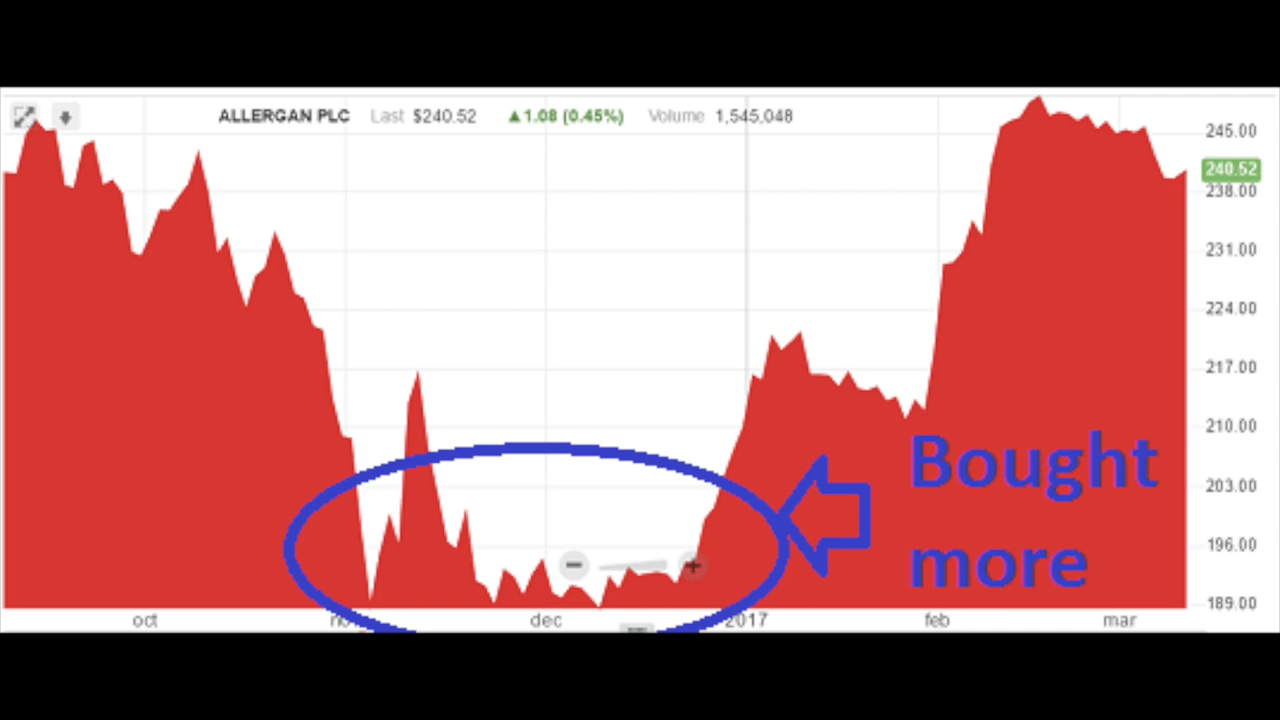 ALLERGAN PLC Last $240.52 ▲1.08 (0.45%) Volume 1,545,048
245.00
240.52
238.00
231.00
224.00
217.00
210.00
Bought
203.00
196.00
more
189.00
oct dec 2017 feb mar